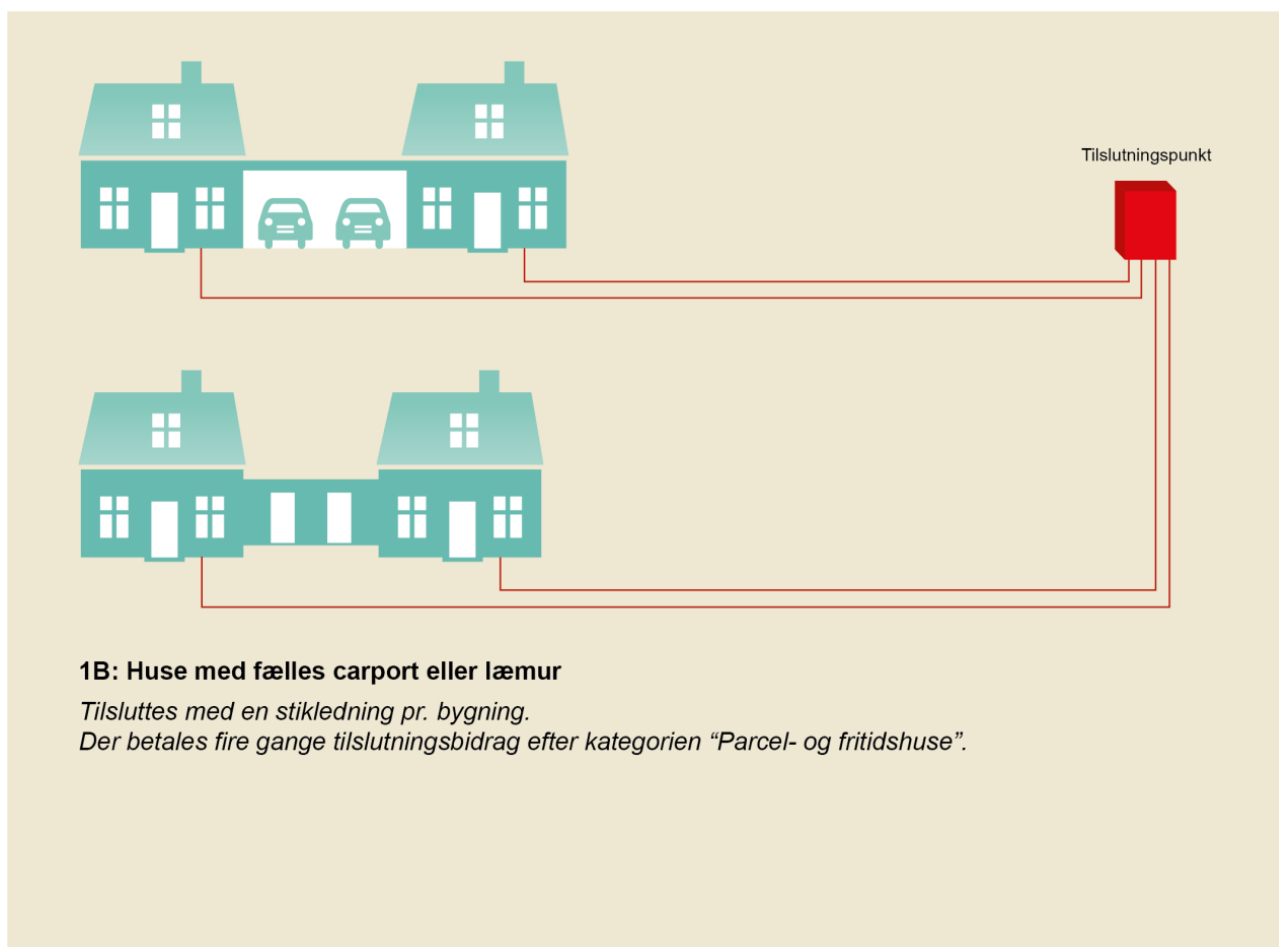 Tilslutningspunkt
1B: Huse med fælles carport eller læmur
Tilsluttes med en stikledning pr. bygning.
Der betales fire gange tilslutningsbidrag efter kategorien “Parcel- og fritidshuse”.